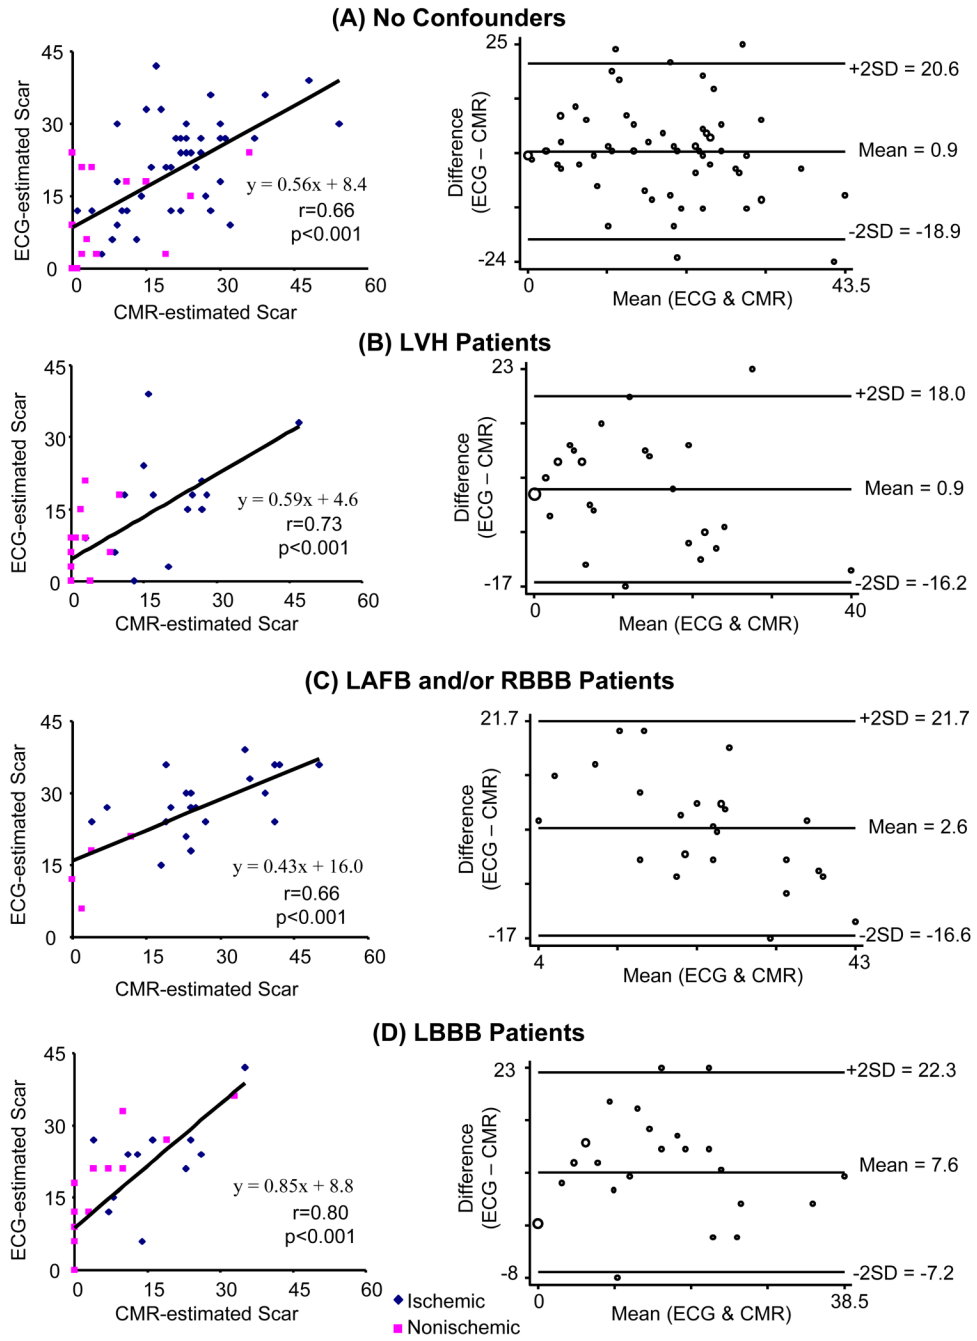 (A) No Confounders
ECG-estimated Scar
45
30
15
0
y = 0.56x + 8.4
r=0.66
p<0.001
0 15 30 45 60
CMR-estimated Scar
Difference
(ECG – CMR)
25
-24
+2SD = 20.6
Mean = 0.9
-2SD = -18.9
0 43.5
Mean (ECG & CMR)
(B) LVH Patients
ECG-estimated Scar
45
30
15
0
y = 0.59x + 4.6
r=0.73
p<0.001
0 15 30 45 60
CMR-estimated Scar
Difference
(ECG – CMR)
23
-17
+2SD = 18.0
Mean = 0.9
-2SD = -16.2
0 40
Mean (ECG & CMR)
(C) LAFB and/or RBBB Patients
ECG-estimated Scar
45
30
15
0
y = 0.43x + 16.0
r=0.66
p<0.001
0 15 30 45 60
CMR-estimated Scar
Difference
(ECG – CMR)
21.7
-17
+2SD = 21.7
Mean = 2.6
-2SD = -16.6
4 43
Mean (ECG & CMR)
(D) LBBB Patients
ECG-estimated Scar
45
30
15
0
y = 0.85x + 8.8
r=0.80
p<0.001
0 15 30 45 60
CMR-estimated Scar
Difference
(ECG – CMR)
23
-8
+2SD = 22.3
Mean = 7.6
-2SD = -7.2
0 38.5
Mean (ECG & CMR)
Ischemic
Nonischemic